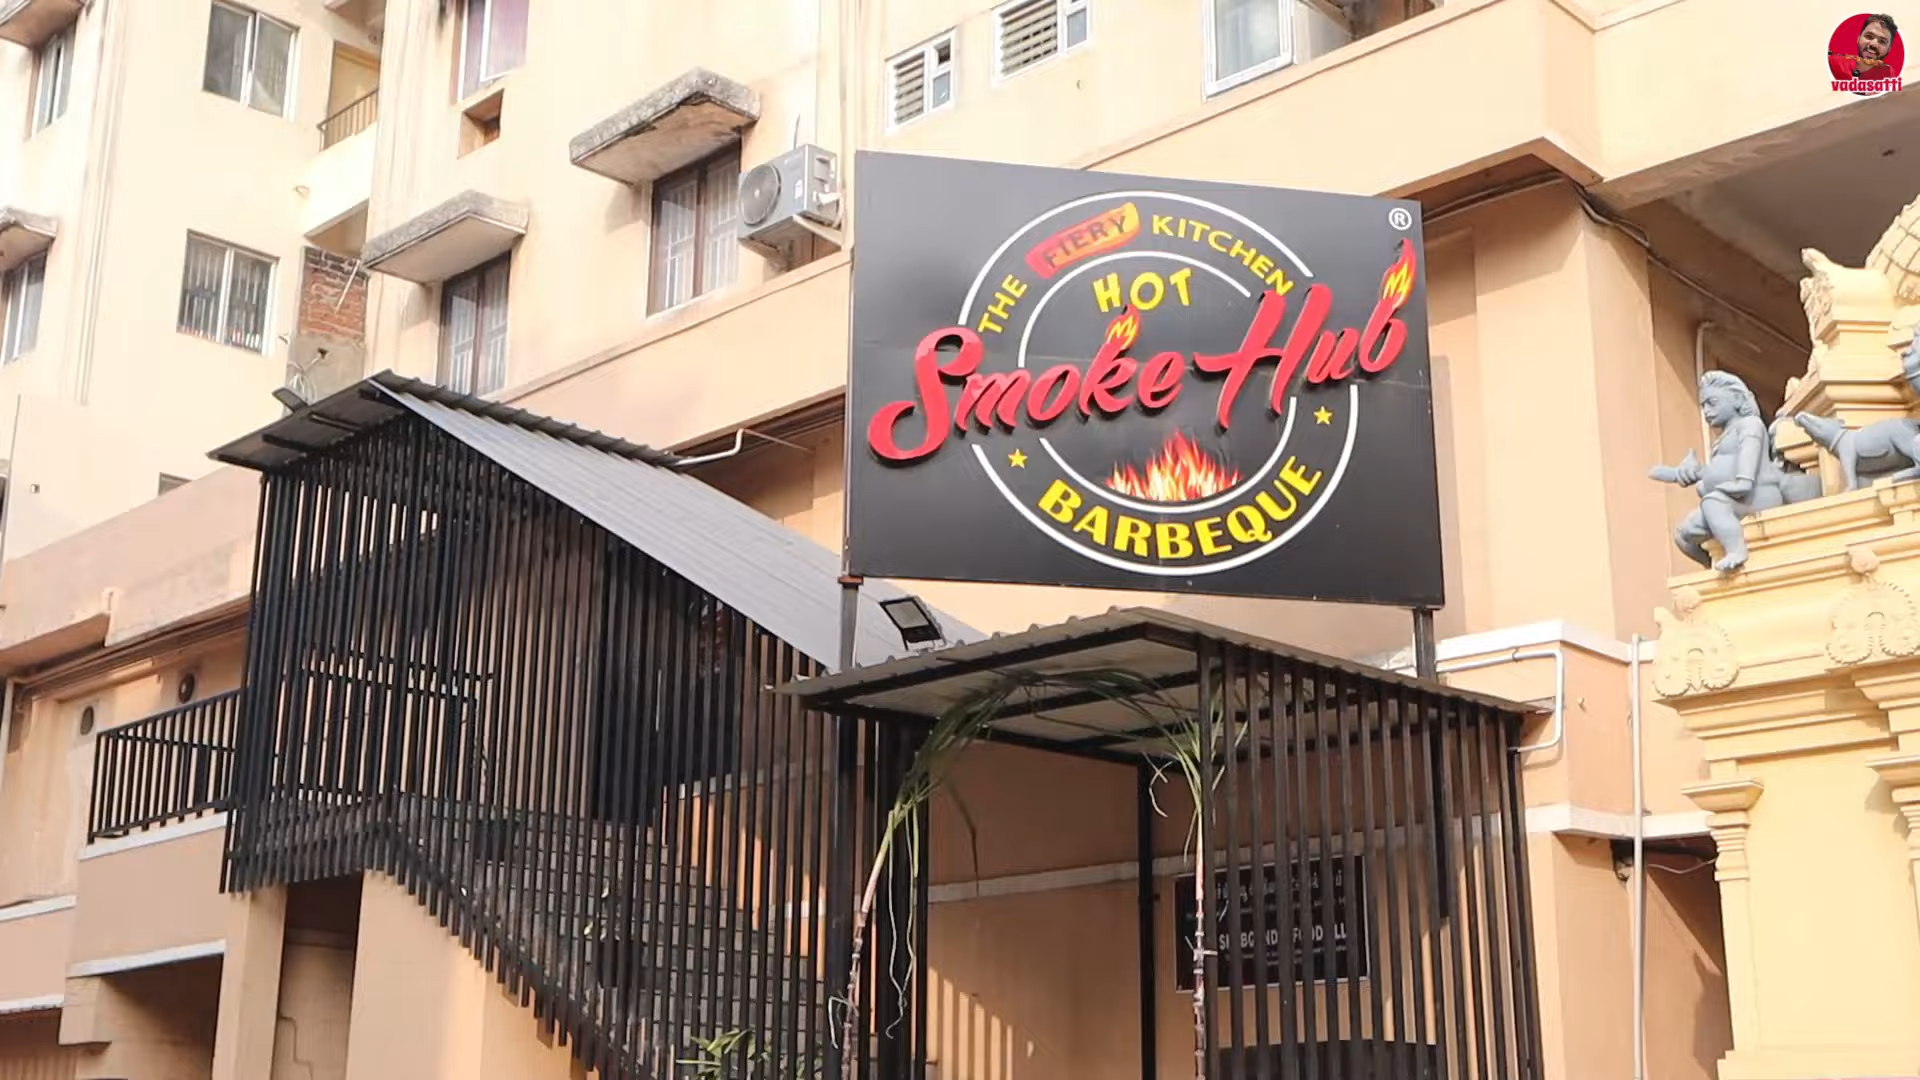 vadasatti
®
THE FIERY KITCHEN
HOT
Smoke Hub
BARBEQUE